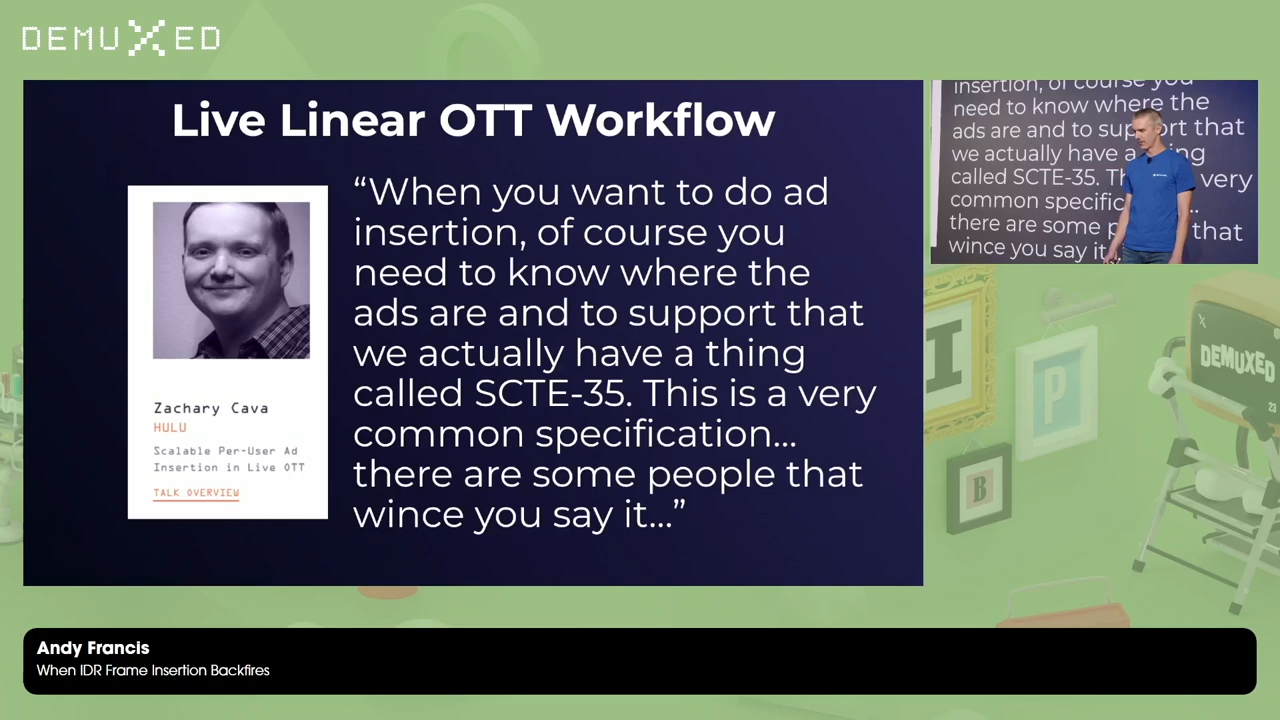 DEMUXED
Live Linear OTT Workflow
“When you want to do ad
insertion, of course you
need to know where the
ads are and to support that
we actually have a thing
called SCTE-35. This is a very
common specification...
there are some people that
wince you say it...”
Zachary Cava
HULU
Scalable Per-User Ad
Insertion in Live OTT
TALK OVERVIEW
insertion, of course you
need to know where the
ads are and to support that
we actually have a thing
called SCTE-35. Th very
common specific ...
there are some p that
wince you say it...
I
P
B
DEMUXED
Andy Francis
When IDR Frame Insertion Backfires